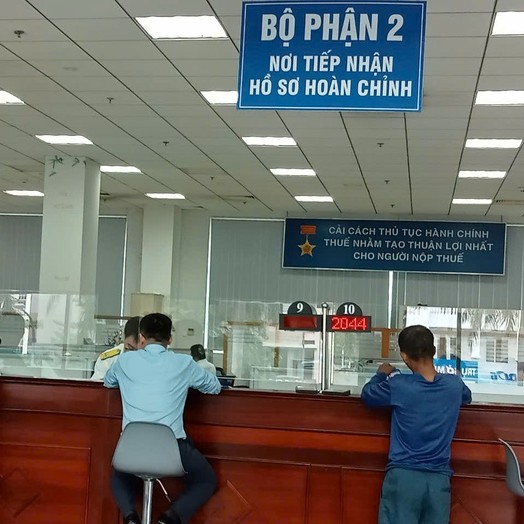 BỘ PHẬN 2
NƠI TIẾP NHẬN
HỒ SƠ HOÀN CHỈNH
CẢI CÁCH THỦ TỤC HÀNH CHÍNH
THUẾ NHẰM TẠO THUẬN LỢI NHẤT
CHO NGƯỜI NỘP THUẾ
9
10
2044